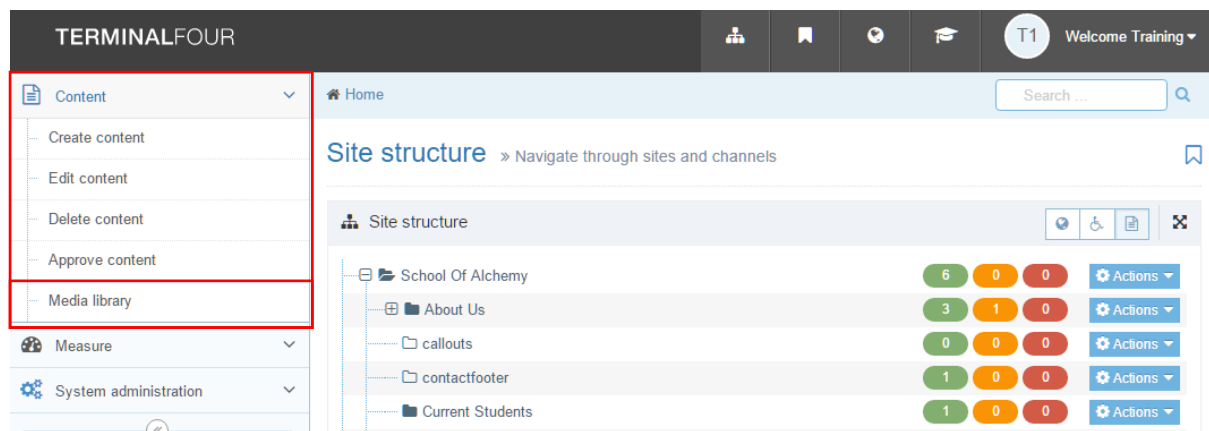 TERMINALFOUR
T1 Welcome Training
Content
Create content
Edit content
Delete content
Approve content
Media library
Measure
System administration
Home
Search ...
Site structure » Navigate through sites and channels
Site structure
School Of Alchemy 6 0 0 Actions
About Us 3 1 0 Actions
callouts 0 0 0 Actions
contactfooter 1 0 0 Actions
Current Students 1 0 0 Actions